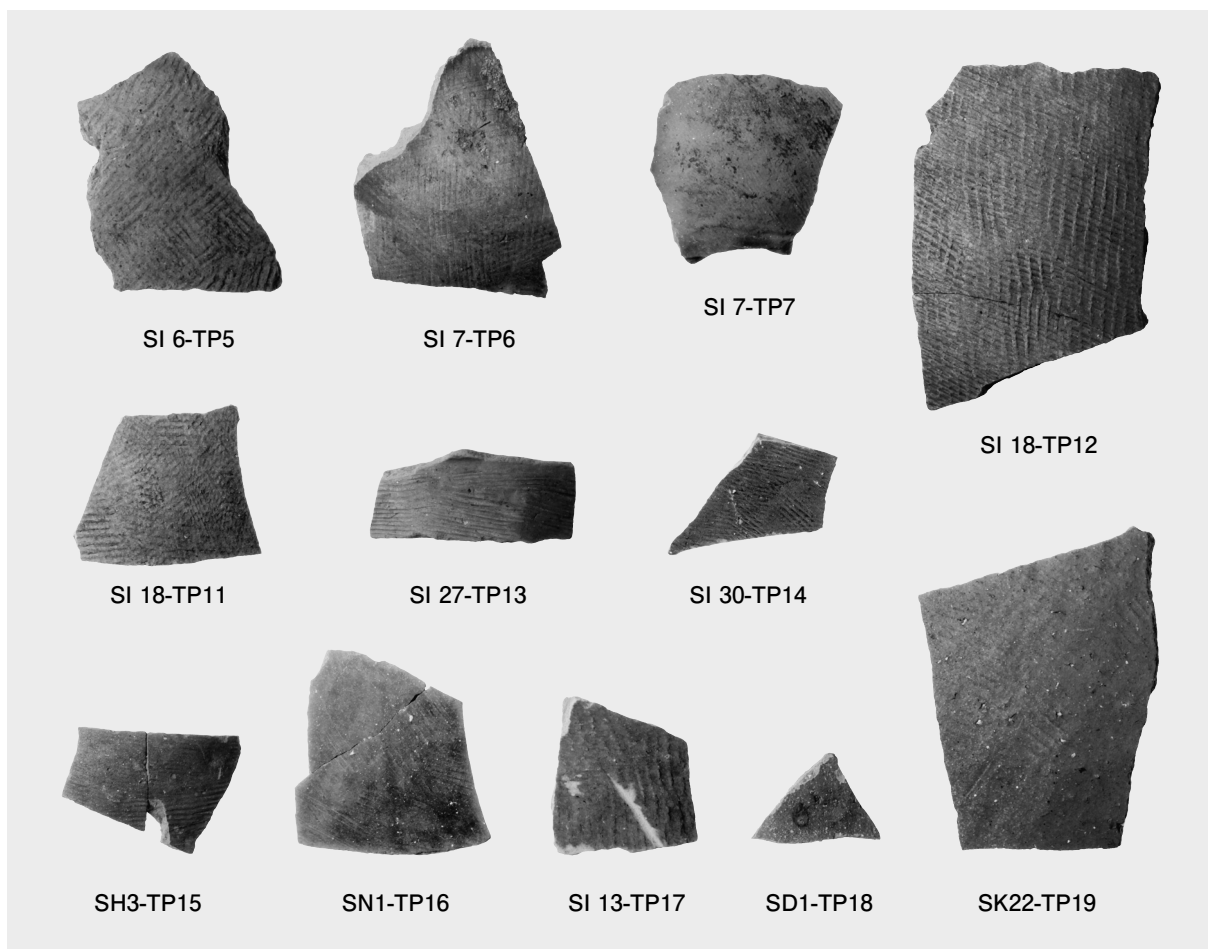 SI 6-TP5
SI 7-TP6
SI 7-TP7
SI 18-TP12
SI 18-TP11
SI 27-TP13
SI 30-TP14
SH3-TP15
SN1-TP16
SI 13-TP17
SD1-TP18
SK22-TP19